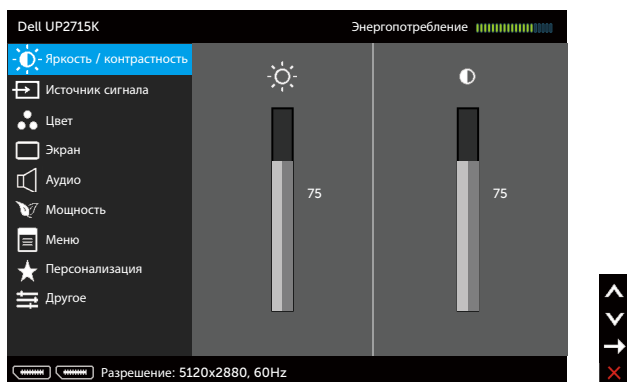 Dell UP2715K
Энергопотребление
Яркость / контрастность
Источник сигнала
Цвет
Экран
Аудио
Мощность
Меню
Персонализация
Другое
75
75
Разрешение: 5120x2880, 60Hz